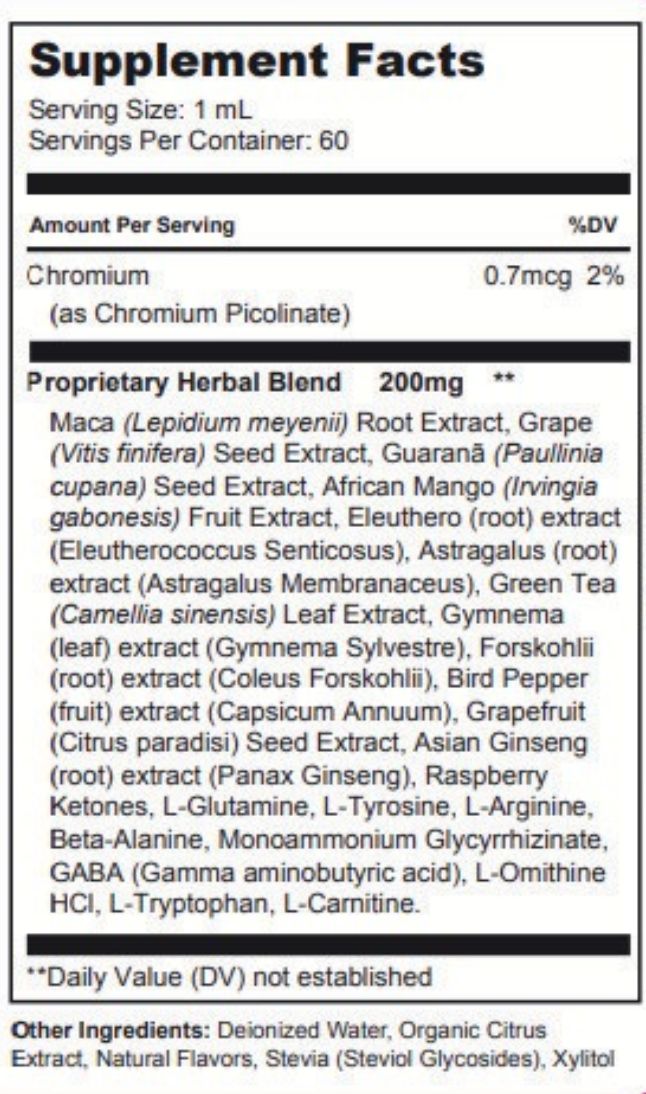 Supplement Facts
Serving Size: 1 mL
Servings Per Container: 60
Amount Per Serving %DV
Chromium 0.7mcg 2%
(as Chromium Picolinate)
Proprietary Herbal Blend 200mg **
Maca (Lepidium meyenii) Root Extract, Grape
(Vitis finifera) Seed Extract, Guaranã (Paullinia
cupana) Seed Extract, African Mango (Irvingia
gabonesis) Fruit Extract, Eleuthero (root) extract
(Eleutherococcus Senticosus), Astragalus (root)
extract (Astragalus Membranaceus), Green Tea
(Camellia sinensis) Leaf Extract, Gymnema
(leaf) extract (Gymnema Sylvestre), Forskohlii
(root) extract (Coleus Forskohlii), Bird Pepper
(fruit) extract (Capsicum Annuum), Grapefruit
(Citrus paradisi) Seed Extract, Asian Ginseng
(root) extract (Panax Ginseng), Raspberry
Ketones, L-Glutamine, L-Tyrosine, L-Arginine,
Beta-Alanine, Monoammonium Glycyrrhizinate,
GABA (Gamma aminobutyric acid), L-Omithine
HCl, L-Tryptophan, L-Carnitine.
**Daily Value (DV) not established
Other Ingredients: Deionized Water, Organic Citrus
Extract, Natural Flavors, Stevia (Steviol Glycosides), Xylitol